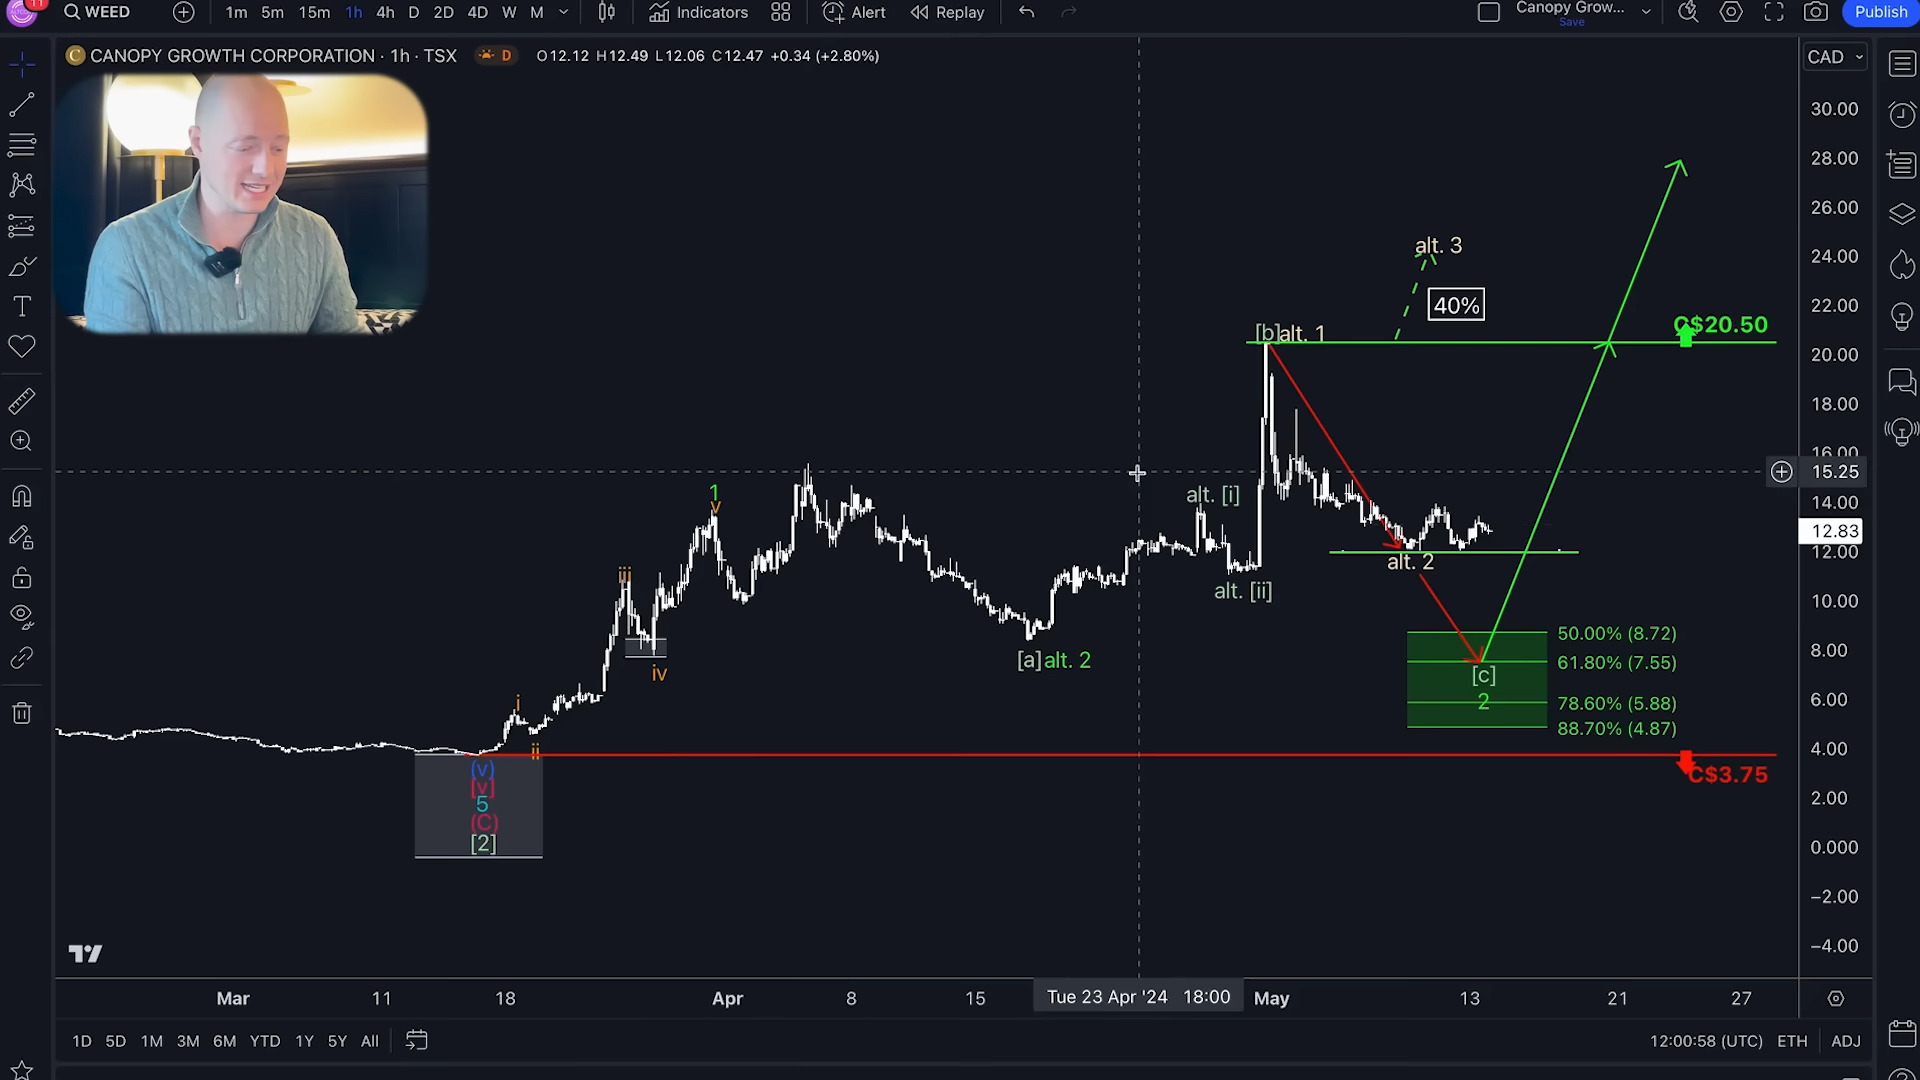 11
WEED
1m 5m 15m 1h 4h D 2D 4D W M
Indicators
Alert
Replay
Canopy Grow...
Save
Publish
C CANOPY GROWTH CORPORATION · 1h · TSX
D
O12.12 H12.49 L12.06 C12.47 +0.34 (+2.80%)
CAD
30.00
28.00
26.00
alt. 3
24.00
40%
22.00
C$20.50
[b]alt. 1
20.00
18.00
16.00
15.25
1
v
alt. [i]
14.00
12.83
12.00
alt. 2
iii
alt. [ii]
10.00
50.00% (8.72)
8.00
[a]alt. 2
61.80% (7.55)
iv
[c]
2
78.60% (5.88)
6.00
i
88.70% (4.87)
ii
4.00
(v)
[v]
5
(C)
[2]
C$3.75
2.00
0.000
−2.00
−4.00
Mar 11 18 Apr 8 15 Tue 23 Apr '24 18:00 May 13 21 27
1D 5D 1M 3M 6M YTD 1Y 5Y All
12:00:58 (UTC) ETH ADJ